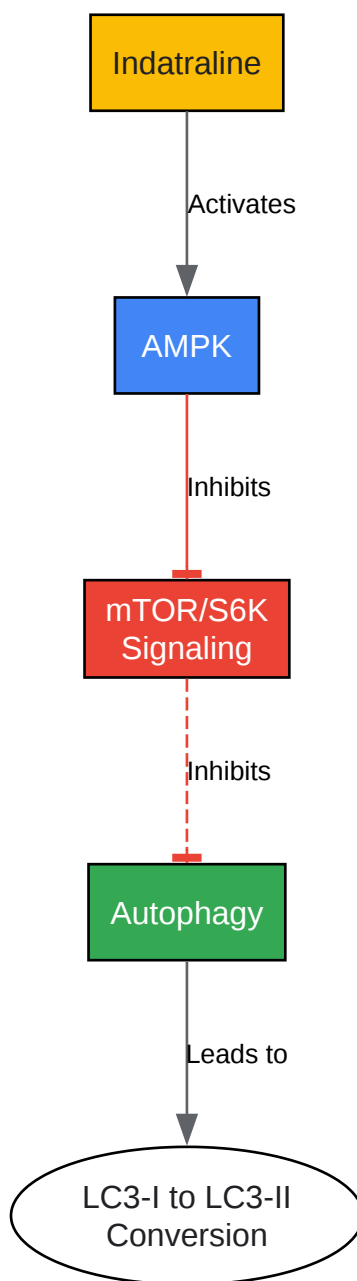 Indatraline
Activates
AMPK
Inhibits
mTOR/S6K
Signaling
Inhibits
Autophagy
Leads to
LC3-I to LC3-II
Conversion